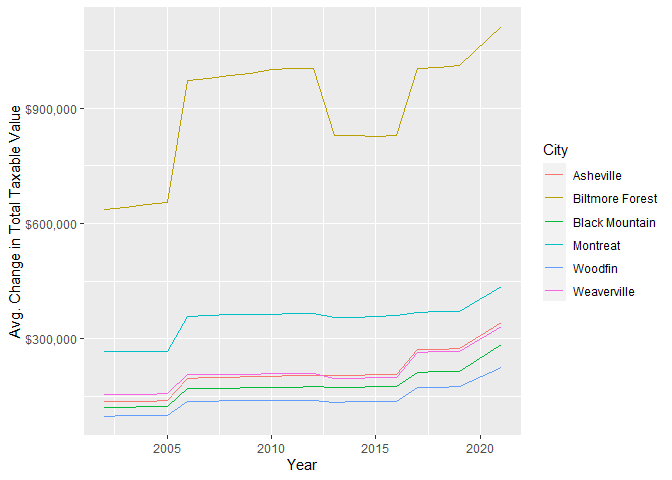 Avg. Change in Total Taxable Value
$900,000
$600,000
$300,000
2005
2010
2015
2020
Year
City
Asheville
Biltmore Forest
Black Mountain
Montreat
Woodfin
Weaverville